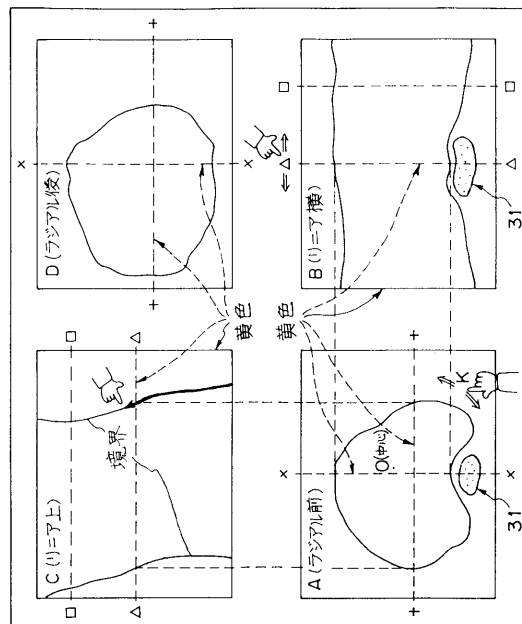 C(リニア上)
境界
D(ラジアル後)
黄色
黄色
A(ラジアル前)
O(中心)
K
31
B(リニア横)
31